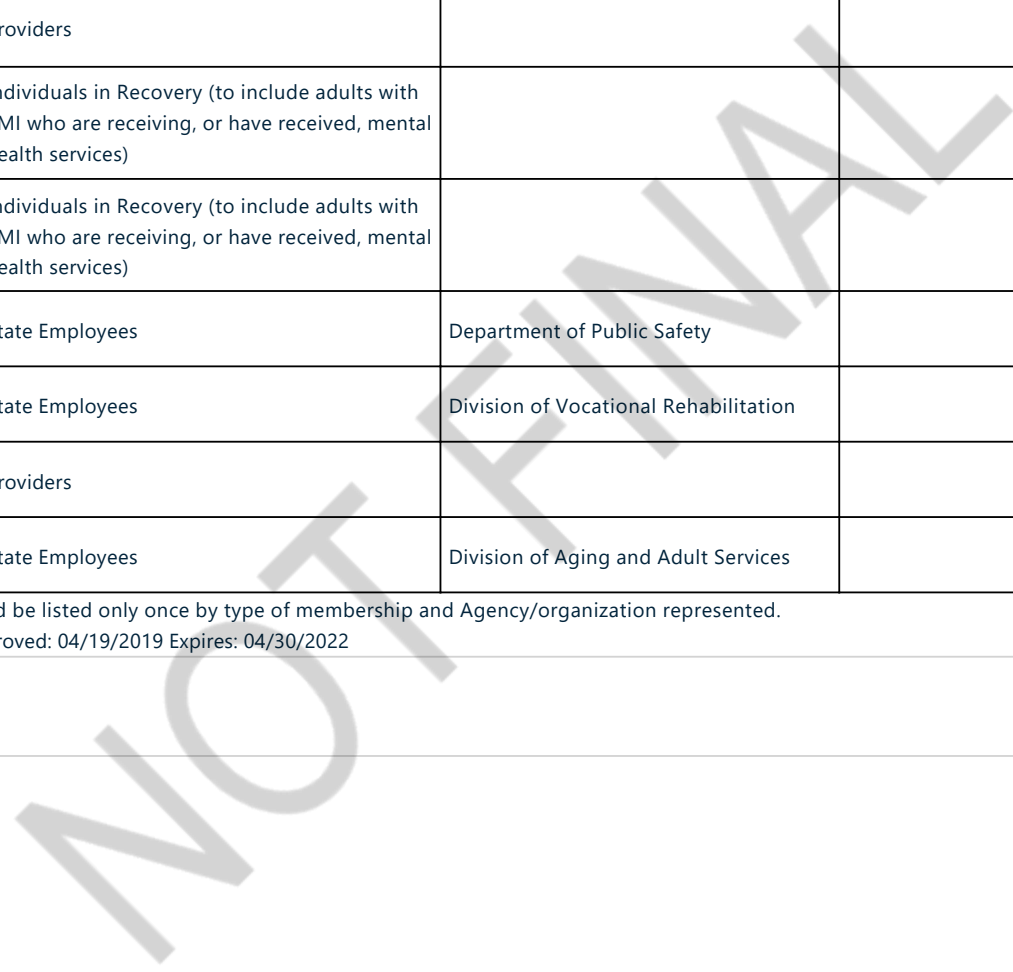 roviders
ndividuals in Recovery (to include adults with
MI who are receiving, or have received, mental
ealth services)
ndividuals in Recovery (to include adults with
MI who are receiving, or have received, mental
ealth services)
tate Employees Department of Public Safety
tate Employees Division of Vocational Rehabilitation
roviders
tate Employees Division of Aging and Adult Services
d be listed only once by type of membership and Agency/organization represented.
roved: 04/19/2019 Expires: 04/30/2022
NOT FINAL